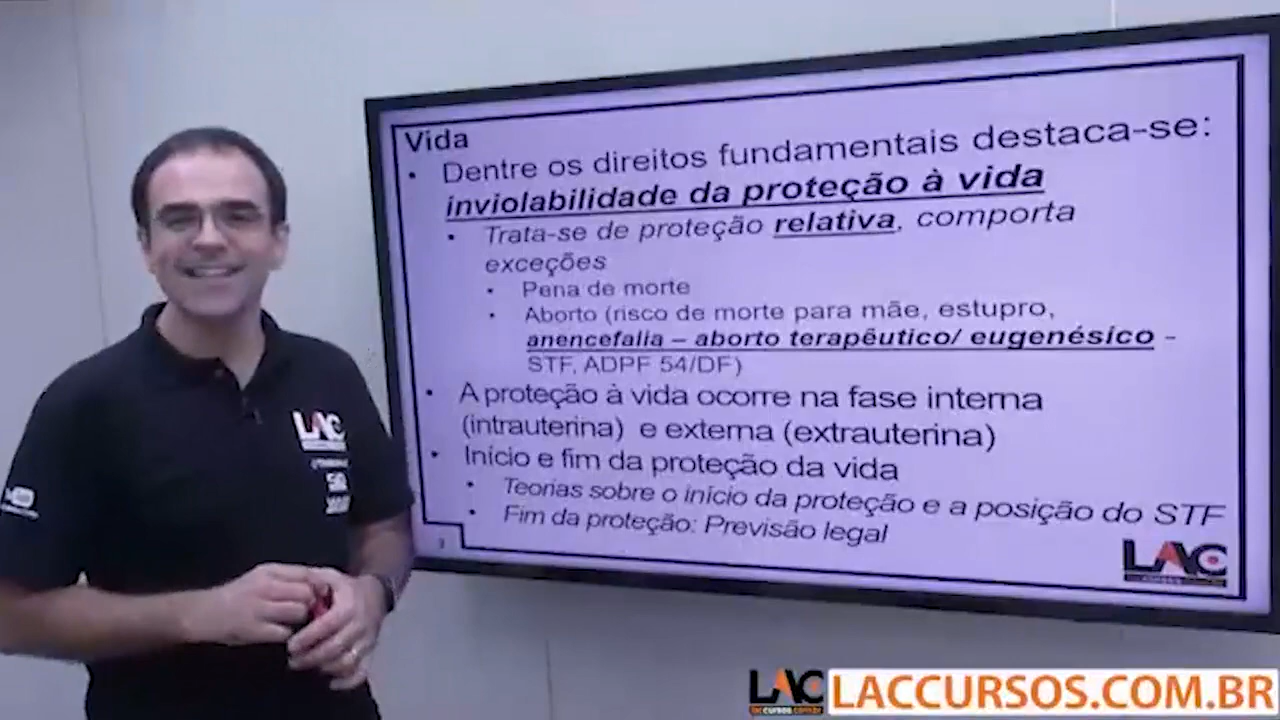 Vida
• Dentre os direitos fundamentais destaca-se:
inviolabilidade da proteção à vida
• Trata-se de proteção relativa, comporta
exceções
• Pena de morte
• Aborto (risco de morte para mãe, estupro,
anencefalia – aborto terapêutico/ eugenésico -
STF, ADPF 54/DF)
• A proteção à vida ocorre na fase interna
(intrauterina) e externa (extrauterina)
• Início e fim da proteção da vida
• Teorias sobre o início da proteção e a posição do STF
• Fim da proteção: Previsão legal
LAC
LAC
LAC
laccursos.com.br
LACCURSOS.COM.BR